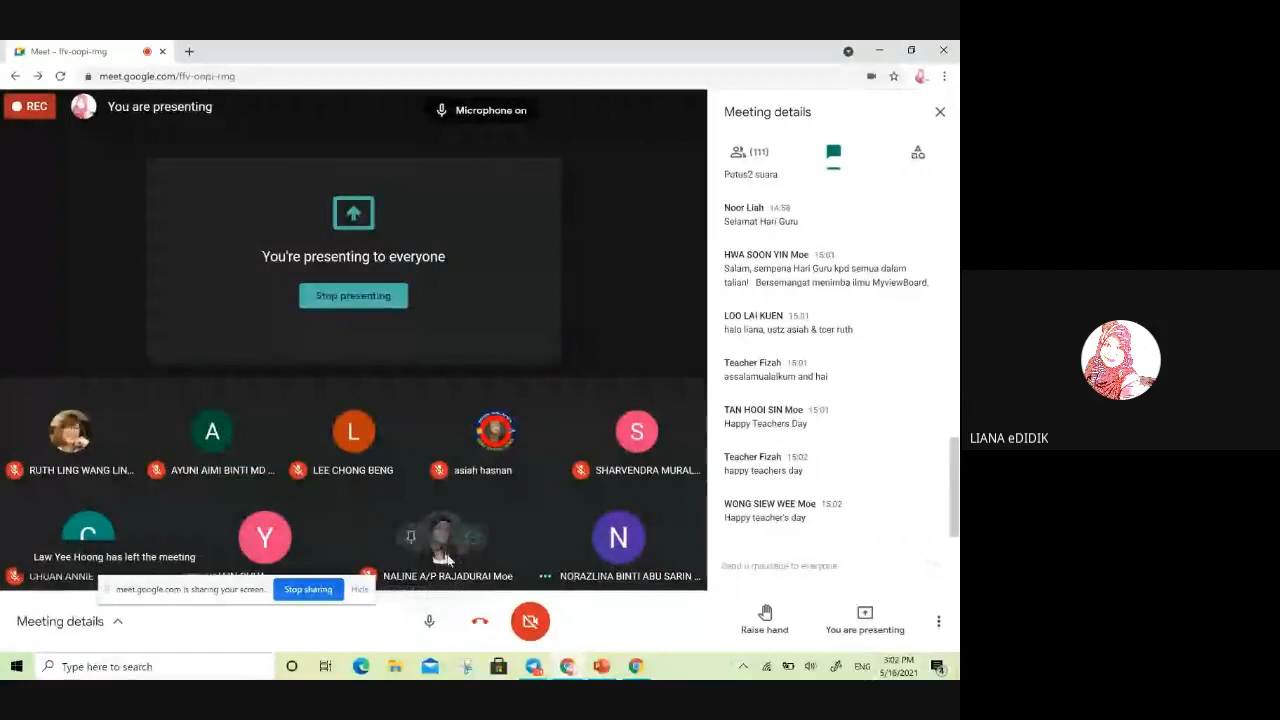 Meet – ffv-oopi-rmg
meet.google.com/ffv-oopi-rmg
REC
You are presenting
Microphone on
You're presenting to everyone
Stop presenting
A
L
S
RUTH LING WANG LIN...
AYUNI AIMI BINTI MD ...
LEE CHONG BENG
asiah hasnan
SHARVENDRA MURAL...
C
Y
N
Law Yee Hoong has left the meeting
CHUAN ANNIE
NALINE A/P RAJADURAI Moe
NORAZLINA BINTI ABU SARIN ...
meet.google.com is sharing your screen.
Stop sharing
Hide
Meeting details
Meeting details
(111)
Putus2 suara
Noor Liah 14:58
Selamat Hari Guru
HWA SOON YIN Moe 15:01
Salam, sempena Hari Guru kpd semua dalam
talian! Bersemangat menimba ilmu MyviewBoard,
LOO LAI KUEN 15:01
halo liana, ustz asiah & tcer ruth
Teacher Fizah 15:01
assalamualaikum and hai
TAN HOOI SIN Moe 15:01
Happy Teachers Day
Teacher Fizah 15:02
happy teachers day
WONG SIEW WEE Moe 15:02
Happy teacher's day
Send a message to everyone
Raise hand
You are presenting
Type here to search
ENG
3:02 PM
5/16/2021
LIANA eDIDIK